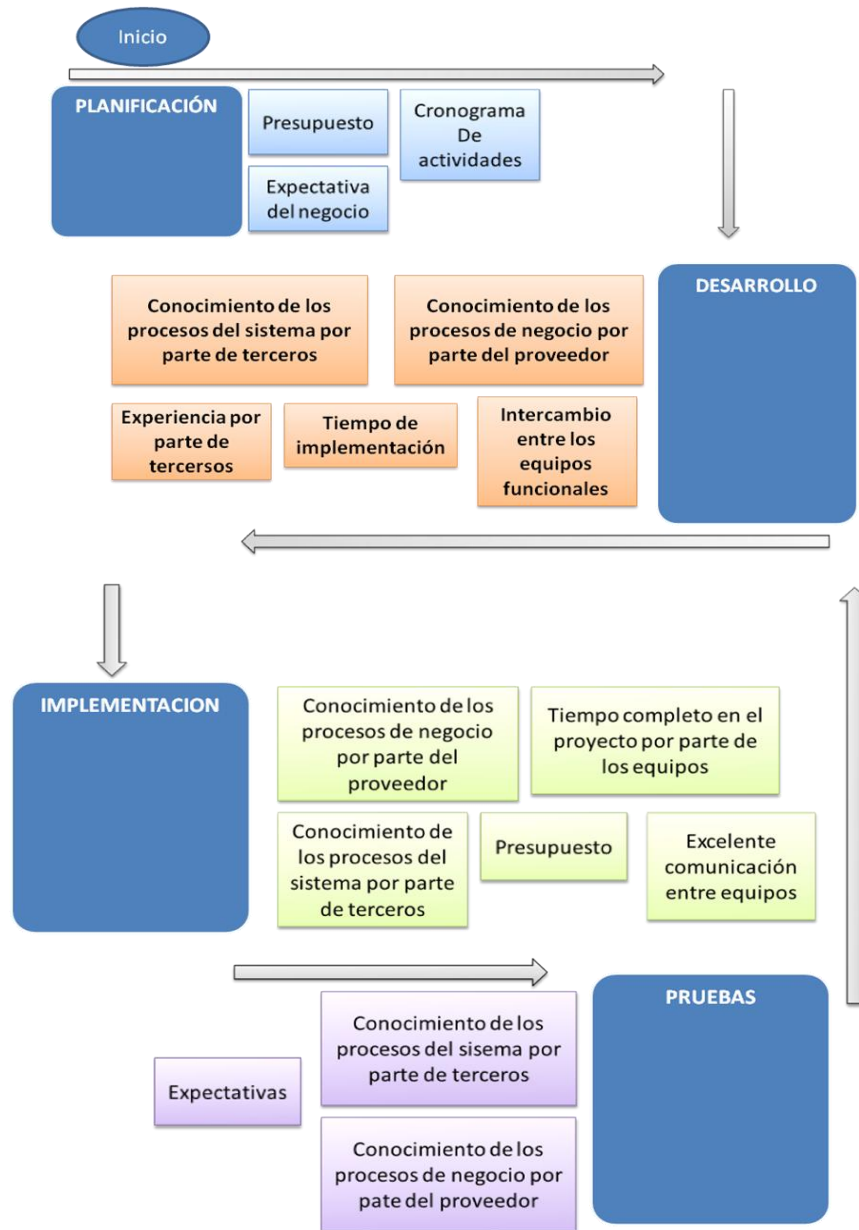 Inicio
PLANIFICACIÓN
Presupuesto
Cronograma
De
actividades
Expectativa
del negocio
DESARROLLO
Conocimiento de los
procesos del sistema por
parte de terceros
Conocimiento de los
procesos de negocio por
parte del proveedor
Experiencia por
parte de
tercersos
Tiempo de
implementación
Intercambio
entre los
equipos
funcionales
IMPLEMENTACION
Conocimiento de los
procesos de negocio
por parte del
proveedor
Tiempo completo en el
proyecto por parte de
los equipos
Conocimiento de
los procesos del
sistema por parte
de terceros
Presupuesto
Excelente
comunicación
entre equipos
PRUEBAS
Expectativas
Conocimiento de los
procesos del sisema por
parte de terceros
Conocimiento de los
procesos de negocio por
pate del proveedor